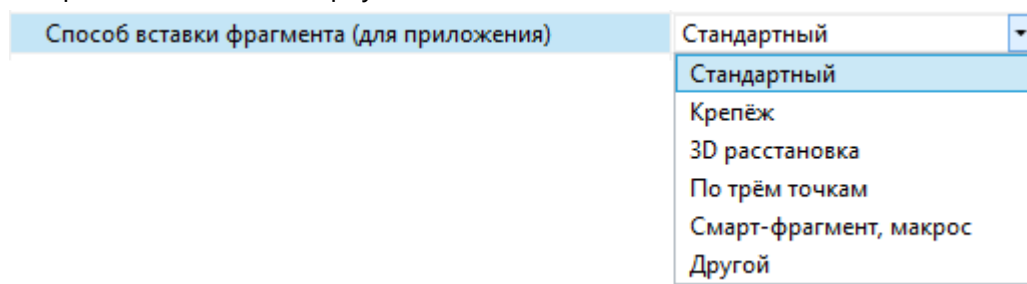 Способ вставки фрагмента (для приложения) Стандартный
Стандартный
Крепёж
3D расстановка
По трём точкам
Смарт-фрагмент, макрос
Другой